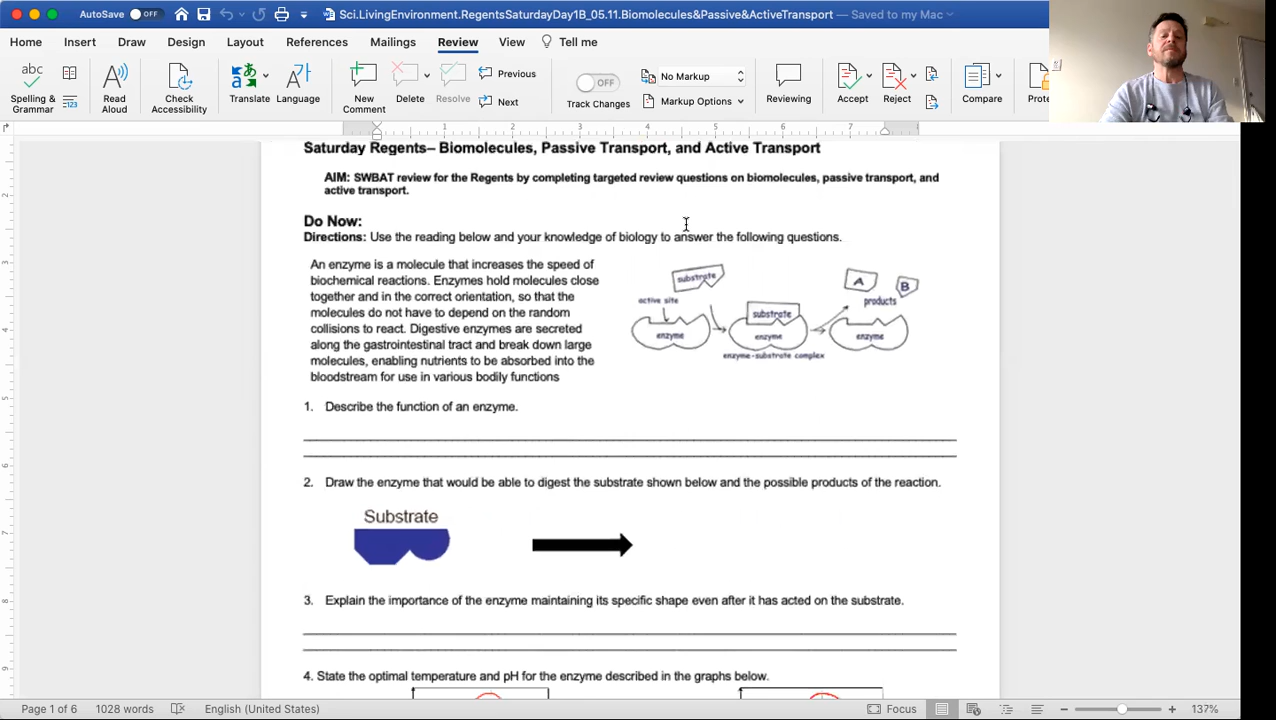 AutoSave OFF
Sci.LivingEnvironment.RegentsSaturdayDay1B_05.11.Biomolecules&Passive&ActiveTransport — Saved to my Mac
Home Insert Draw Design Layout References Mailings Review View Tell me
abc
Spelling & Grammar
Read Aloud
Check Accessibility
Translate
Language
New Comment
Delete
Resolve
Previous
Next
OFF
Track Changes
No Markup
Markup Options
Reviewing
Accept
Reject
Compare
Saturday Regents– Biomolecules, Passive Transport, and Active Transport
AIM: SWBAT review for the Regents by completing targeted review questions on biomolecules, passive transport, and
active transport.
Do Now:
Directions: Use the reading below and your knowledge of biology to answer the following questions.
An enzyme is a molecule that increases the speed of
biochemical reactions. Enzymes hold molecules close
together and in the correct orientation, so that the
molecules do not have to depend on the random
collisions to react. Digestive enzymes are secreted
along the gastrointestinal tract and break down large
molecules, enabling nutrients to be absorbed into the
bloodstream for use in various bodily functions
substrate
active site
enzyme
substrate
enzyme
enzyme-substrate complex
A
B
products
enzyme
1. Describe the function of an enzyme.
2. Draw the enzyme that would be able to digest the substrate shown below and the possible products of the reaction.
Substrate
3. Explain the importance of the enzyme maintaining its specific shape even after it has acted on the substrate.
4. State the optimal temperature and pH for the enzyme described in the graphs below.
Page 1 of 6 1028 words English (United States) Focus 137%